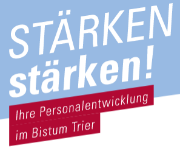 STÄRKEN
stärken!
Ihre Personalentwicklung
im Bistum Trier